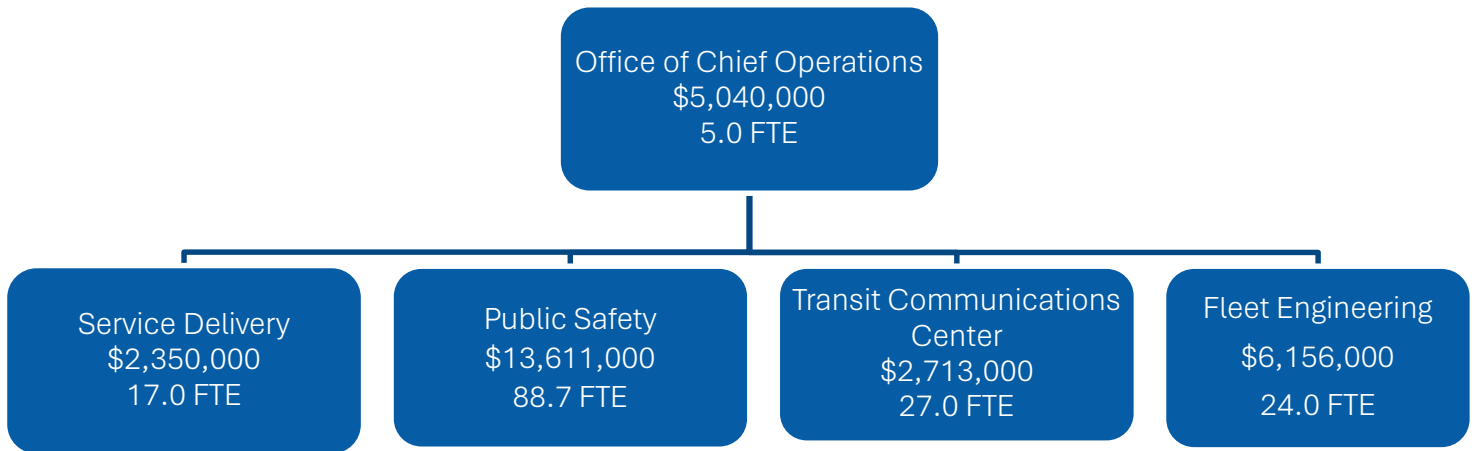 Office of Chief Operations
$5,040,000
5.0 FTE
Service Delivery
$2,350,000
17.0 FTE
Public Safety
$13,611,000
88.7 FTE
Transit Communications
Center
$2,713,000
27.0 FTE
Fleet Engineering
$6,156,000
24.0 FTE